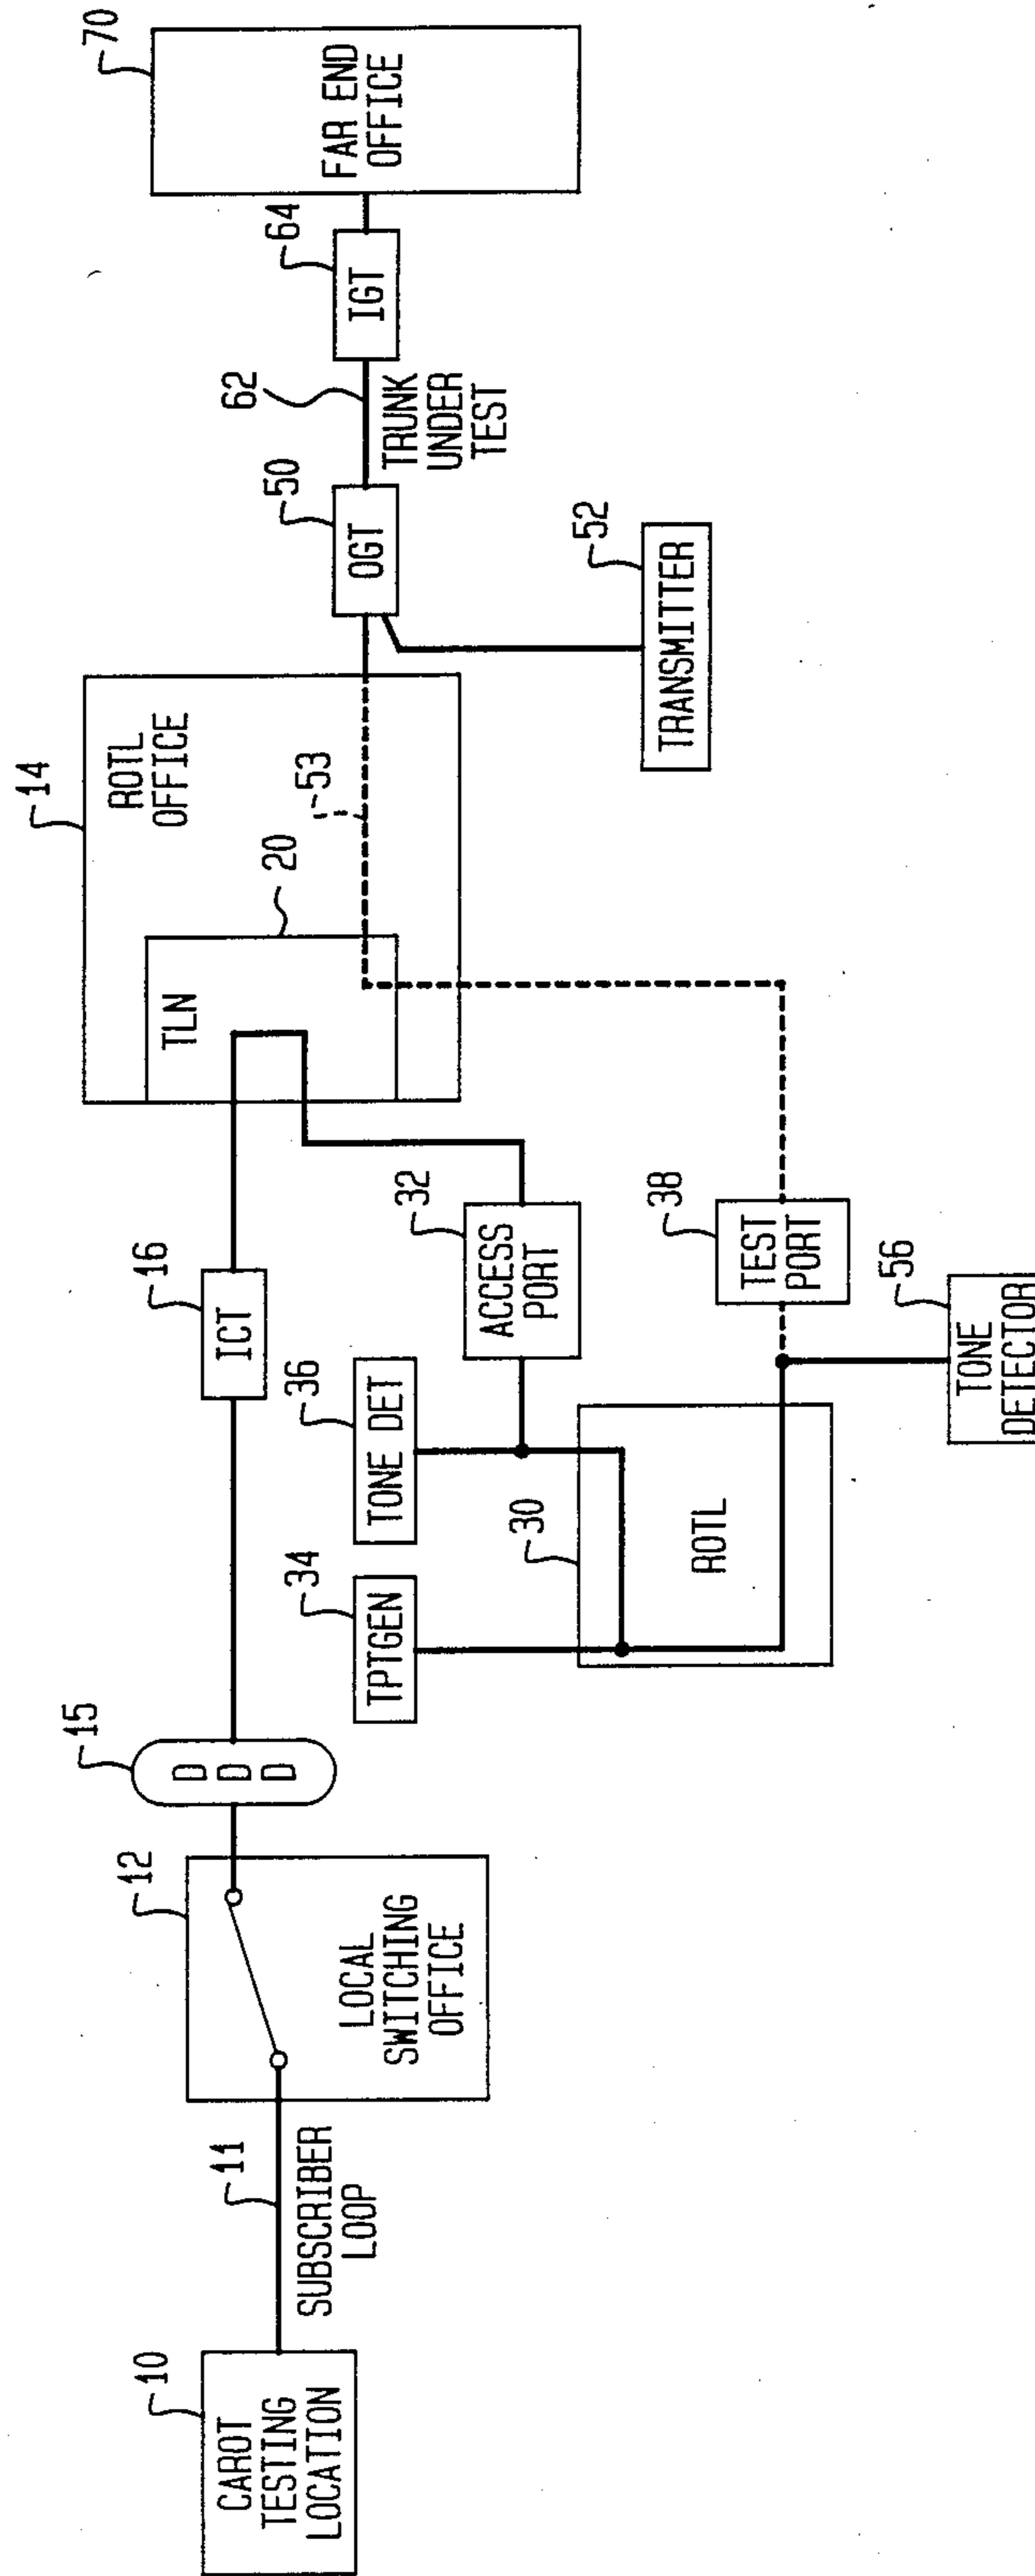 10
CAROT
TESTING
LOCATION
11
SUBSCRIBER
LOOP
12
LOCAL
SWITCHING
OFFICE
15
DDD
16
ICT
14
ROTL
OFFICE
20
TLN
53
34
TPTGEN
36
TONE DET
32
ACCESS
PORT
30
ROTL
38
TEST
PORT
56
TONE
DETECTOR
50
OGT
52
TRANSMITTER
62
TRUNK
UNDER
TEST
64
IGT
70
FAR END
OFFICE